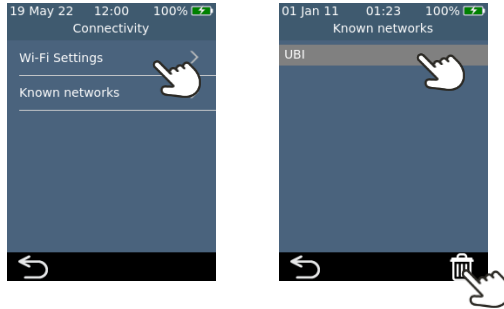 19 May 22 12:00 100%
Connectivity
Wi-Fi Settings
Known networks
01 Jan 11 01:23 100%
Known networks
UBI